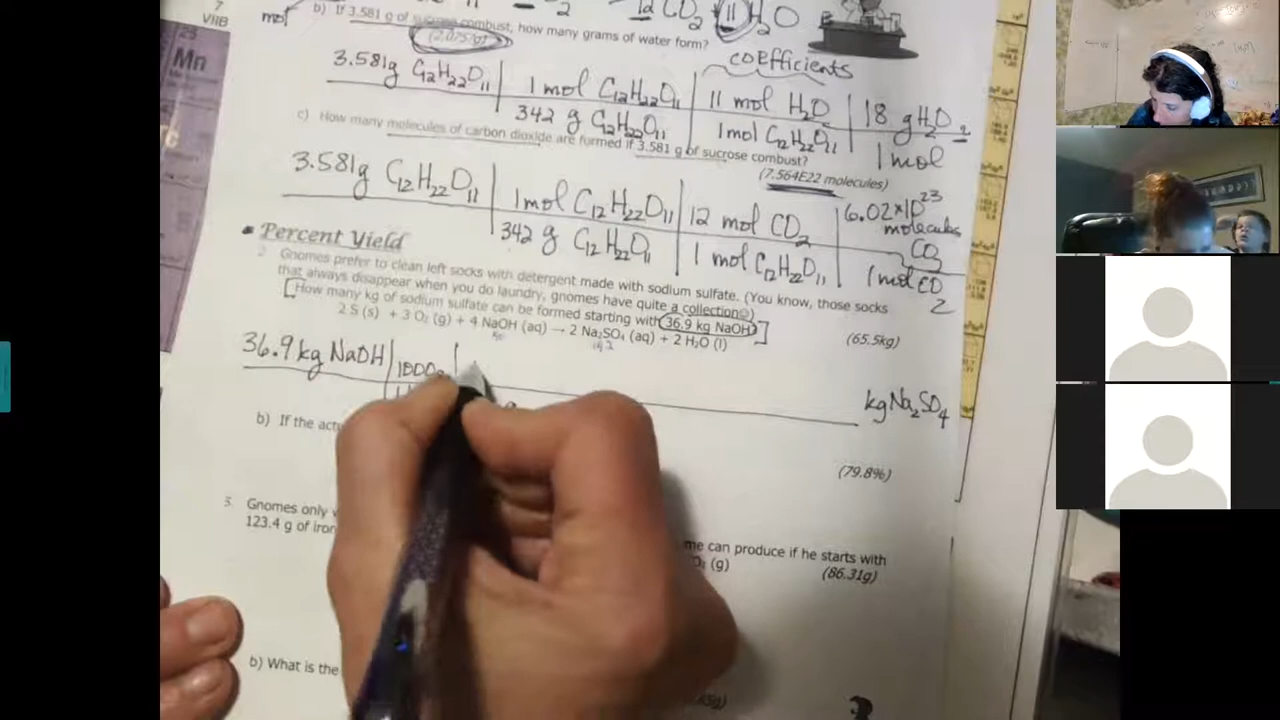 7
VIIB
25
Mn
mol
12 CO2 + 11 H2O
b) If 3.581 g of sucrose combust, how many grams of water form?
(2.0757g)
coefficients
3.581g C12H22O11 | 1 mol C12H22O11 | 11 mol H2O | 18 g H2O
342 g C12H22O11 | 1mol C12H22O11 | 1 mol
c) How many molecules of carbon dioxide are formed if 3.581 g of sucrose combust?
(7.564E22 molecules)
3.581g C12H22O11 | 1mol C12H22O11 | 12 mol CO2 | 6.02×10^23 molecules CO2
342 g C12H22O11 | 1 mol C12H22O11 | 1 mol CO2
Percent Yield
2 Gnomes prefer to clean left socks with detergent made with sodium sulfate. (You know, those socks
that always disappear when you do laundry, gnomes have quite a collection☺)
[How many kg of sodium sulfate can be formed starting with 36.9 kg NaOH]
2 S (s) + 3 O2 (g) + 4 NaOH (aq) → 2 Na2SO4 (aq) + 2 H2O (l)
(65.5kg)
36.9 kg NaOH | 1000g |
kg Na2SO4
b) If the
(79.8%)
3. Gnomes only
can produce if he starts with
123.4 g of iron
(g)
(86.31g)
b) What is the